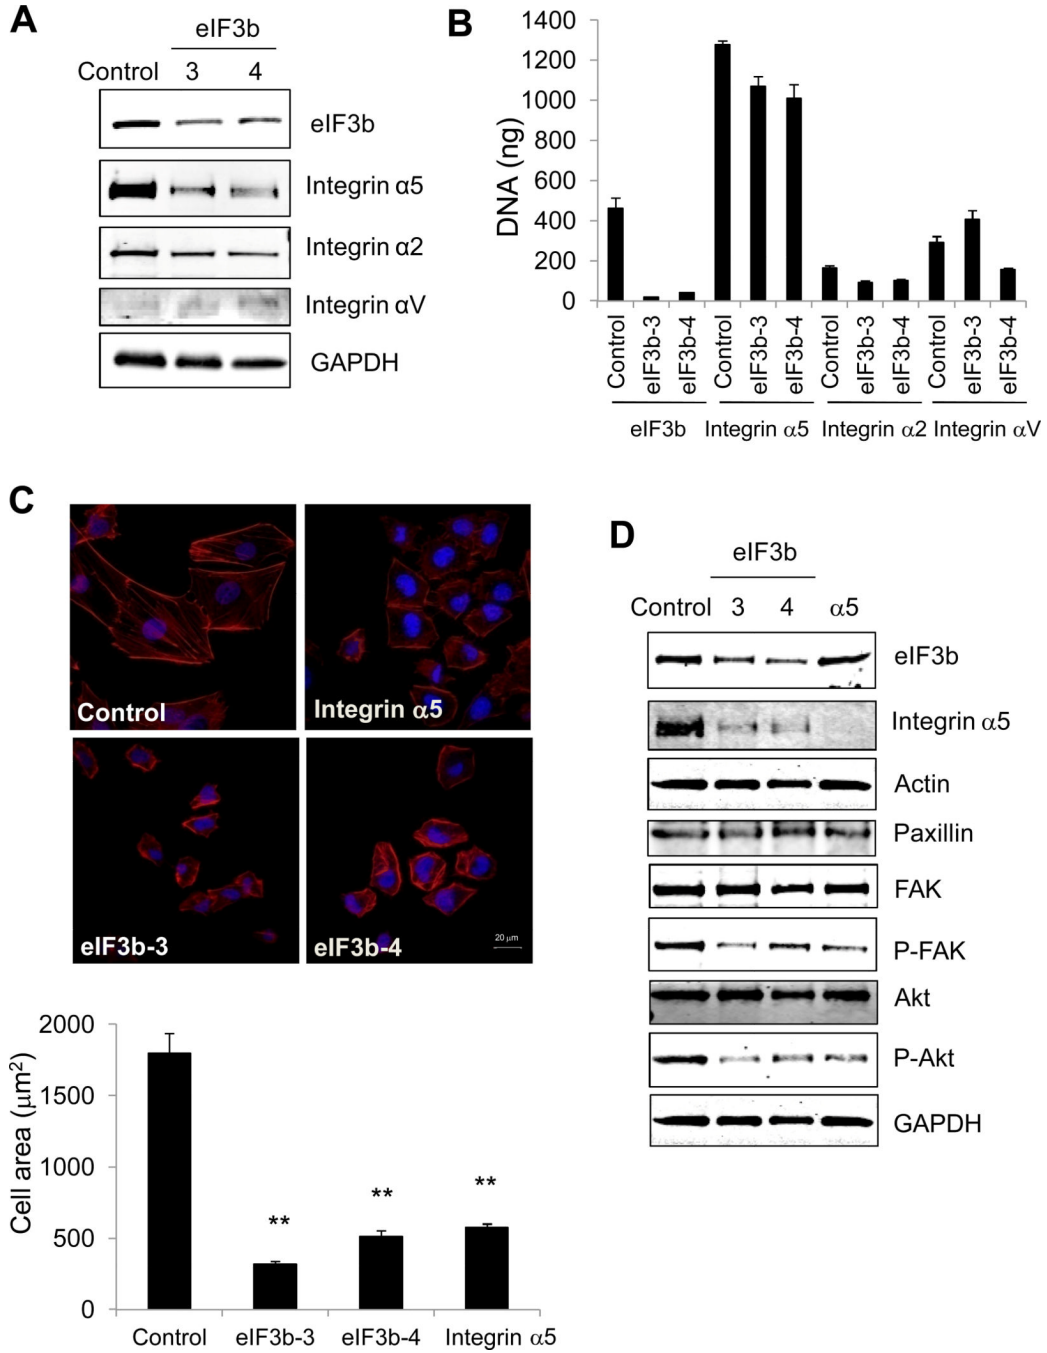 A
eIF3b
Control 3 4
eIF3b
Integrin α5
Integrin α2
Integrin αV
GAPDH
B
1400
1200
1000
800
600
400
200
0
DNA (ng)
Control
eIF3b-3
eIF3b-4
Control
eIF3b-3
eIF3b-4
Control
eIF3b-3
eIF3b-4
Control
eIF3b-3
eIF3b-4
eIF3b Integrin α5 Integrin α2 Integrin αV
C
Control
Integrin α5
eIF3b-3
eIF3b-4
20 μm
2000
1500
1000
500
0
Cell area (μm²)
**
**
**
Control eIF3b-3 eIF3b-4 Integrin α5
D
eIF3b
Control 3 4 α5
eIF3b
Integrin α5
Actin
Paxillin
FAK
P-FAK
Akt
P-Akt
GAPDH